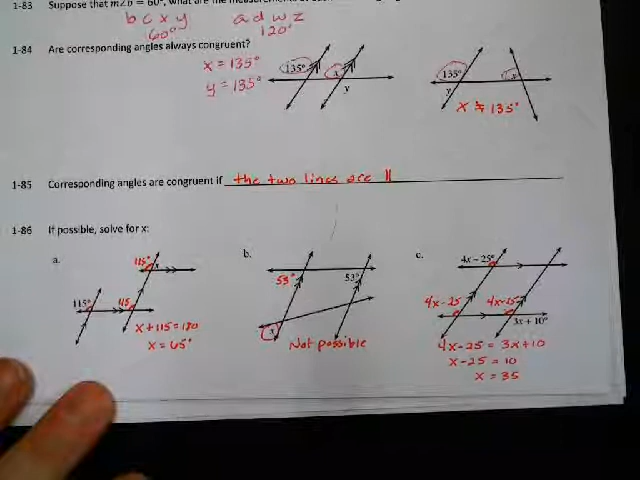 1-83 Suppose that m∠b = 60°, what are the measurements of
b c x y a d w z
60° 120°
1-84 Are corresponding angles always congruent?
x = 135°
y = 135°
135° x y
135° x y
x ≠ 135°
1-85 Corresponding angles are congruent if the two lines are ||
1-86 If possible, solve for x:
a. b. c.
115° x
115° 115
x + 115 = 180
x = 65°
53° 53°
x
Not possible
4x – 25°
4x - 25 4x - 25
3x + 10°
4x - 25 = 3x + 10
x - 25 = 10
x = 35